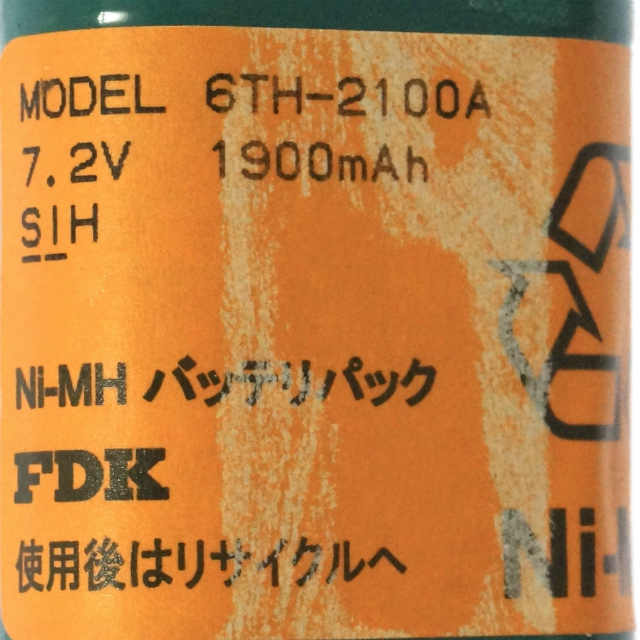 MODEL 6TH-2100A
7.2V 1900mAh
SIH
Ni-MH バッテリパック
FDK
使用後はリサイクルへ
Ni-